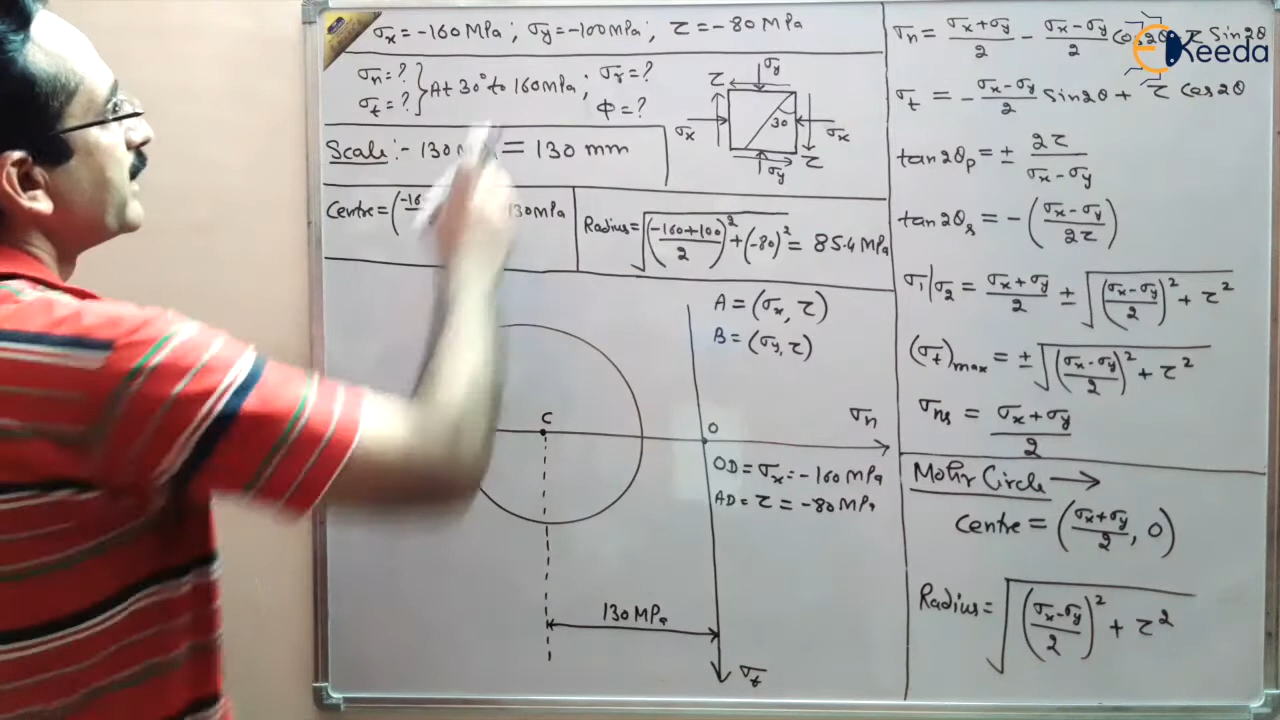 σx = -160 MPa ; σy = -100 MPa ; τ = -80 MPa
σn = ?
σt = ?
} At 30° to 160 MPa ; σr = ?
φ = ?
σy
τ
σx
30
σx
τ
σy
Scale :- 130 = 130 mm
Centre = ( 130 MPa
Radius = √((-160+100)/2)² + (-80)² = 85.4 MPa
A = (σx, τ)
B = (σy, τ)
C
O
σn
OD = σx = -160 MPa
AD = τ = -80 MPa
130 MPa
σt
σn = (σx+σy)/2 - (σx-σy)/2 cos2θ τ Sin2θ
Ekeeda
σt = - (σx-σy)/2 Sin2θ + τ cos2θ
tan2θp = ± 2τ/(σx-σy)
tan2θs = - ((σx-σy)/2τ)
σ1/σ2 = (σx+σy)/2 ± √((σx-σy)/2)² + τ²
(σt)max = ± √((σx-σy)/2)² + τ²
σns = (σx+σy)/2
Mohr Circle →
Centre = ((σx+σy)/2, 0)
Radius = √((σx-σy)/2)² + τ²